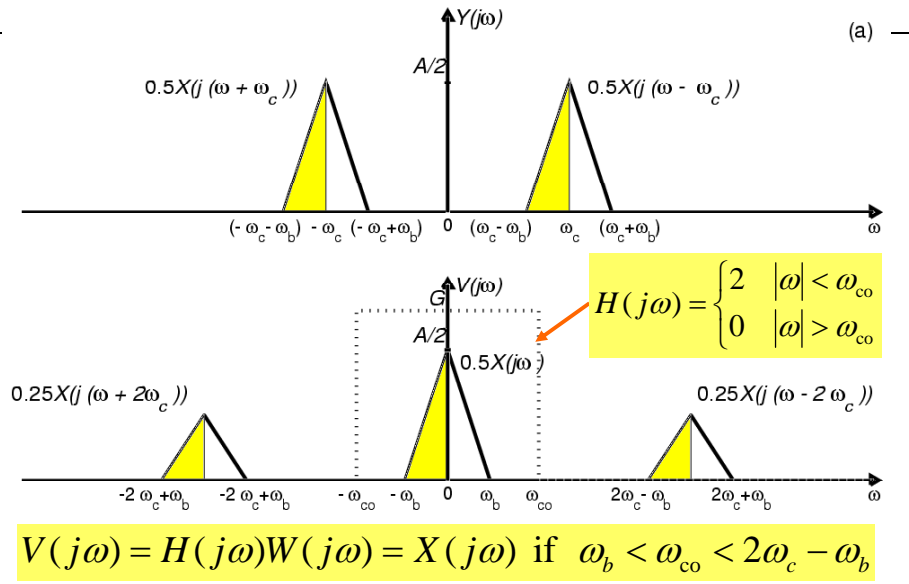 Y(jω) (a)
A/2
0.5X(j (ω + ω_c )) 0.5X(j (ω - ω_c ))
(- ω_c - ω_b) - ω_c (- ω_c+ω_b) 0 (ω_c - ω_b) ω_c (ω_c+ω_b) ω
V(jω)
G
H(jω) = { 2 |ω| < ω_co
0 |ω| > ω_co
A/2
0.5X(jω )
0.25X(j (ω + 2ω_c )) 0.25X(j (ω - 2 ω_c ))
-2 ω_c+ω_b -2 ω_c+ω_b - ω_co - ω_b 0 ω_b ω_co 2ω_c - ω_b 2ω_c+ω_b ω
V(jω) = H(jω)W(jω) = X(jω) if ω_b < ω_co < 2ω_c − ω_b